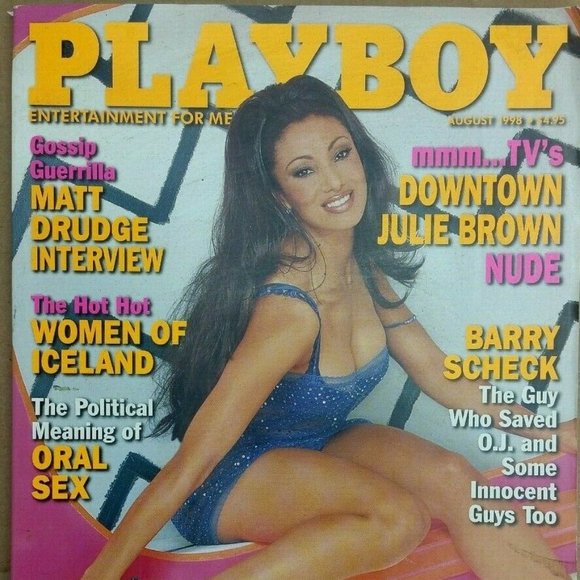 PLAYBOY
ENTERTAINMENT FOR ME
AUGUST 1998 • $4.95
Gossip
Guerrilla
MATT
DRUDGE
INTERVIEW
The Hot Hot
WOMEN OF
ICELAND
The Political
Meaning of
ORAL
SEX
mmm...TV's
DOWNTOWN
JULIE BROWN
NUDE
BARRY
SCHECK
The Guy
Who Saved
O.J. and
Some
Innocent
Guys Too